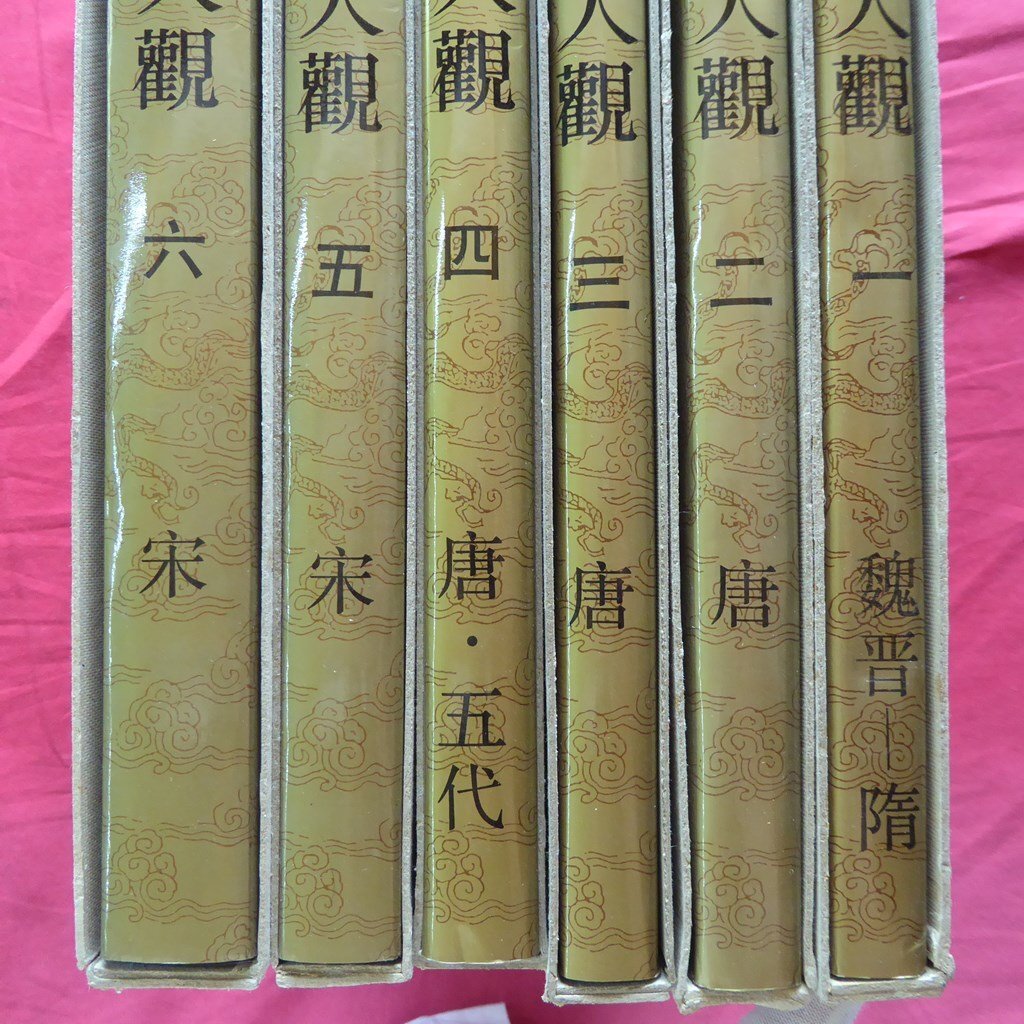 觀 一 魏晋—隋
觀 二 唐
觀 三 唐
觀 四 唐・五代
觀 五 宋
觀 六 宋